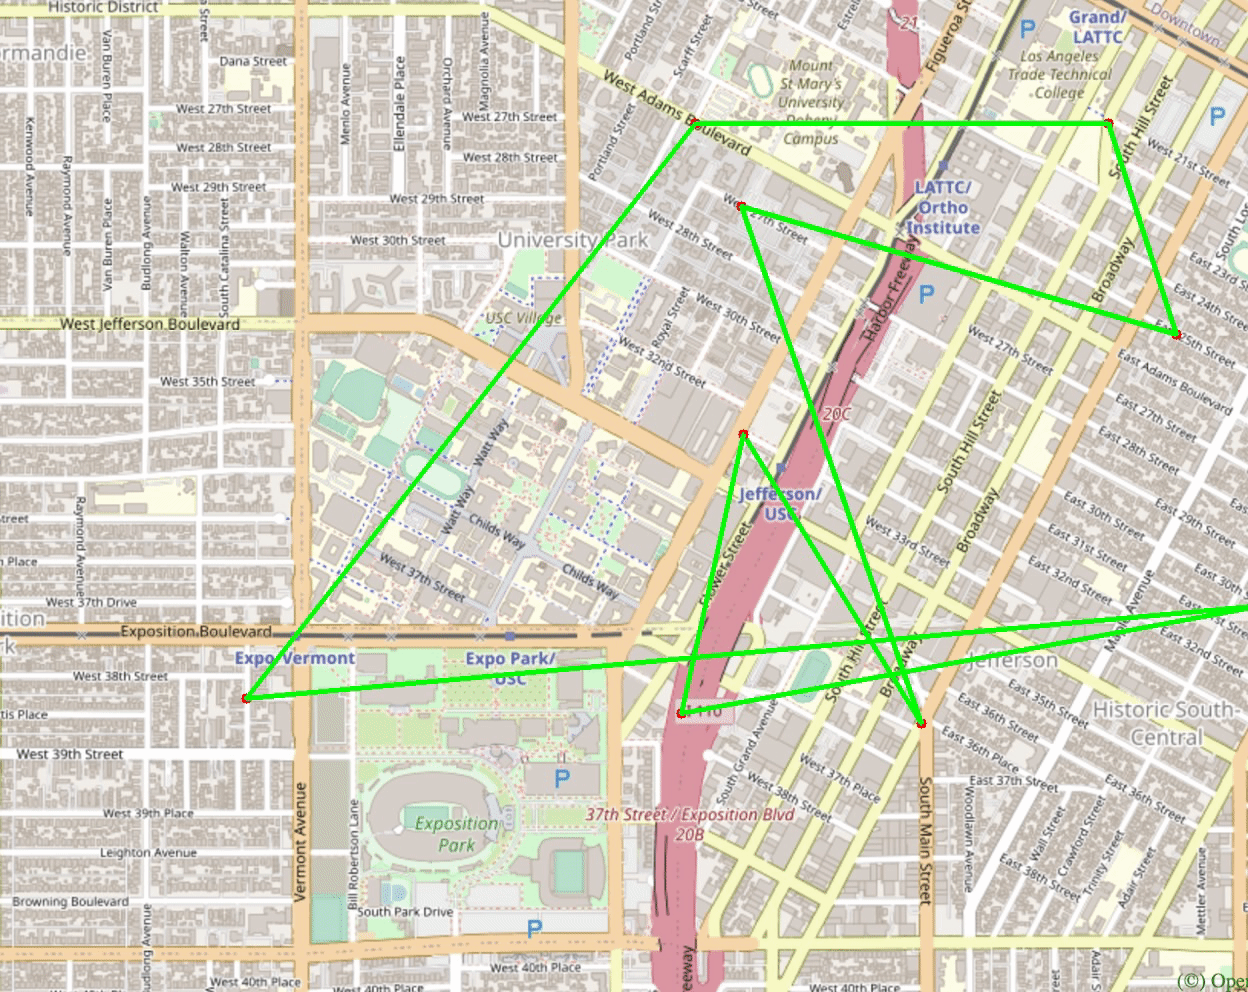 Historic District
Portland St
Scarff Street
21
Figueroa St
Grand/
LATTC
Downtown
rmandie
Van Buren Place
Dana Street
Menlo Avenue
Ellendale Place
Orchard Avenue
Magnolia Avenue
West Adams Boulevard
Mount
St Mary's
University
Doheny
Campus
Los Angeles
Trade Technical
College
P
P
South Hill Street
West 27th Street
West 27th Street
West 21st Street
Kenwood Avenue
West 28th Street
West 28th Street
Portland Street
Raymond Avenue
West 29th Street
West 29th Street
LATTC/
Ortho
Institute
Van Buren Place
Budlong Avenue
Walton Avenue
South Catalina Street
West 30th Street
University Park
West 27th Street
West 28th Street
East 23rd St
Broadway
Harbor Freeway
P
East 24th Street
West Jefferson Boulevard
USC Village
Royal Street
West 30th Street
West 27th Street
East 25th Street
West 32nd Street
East Adams Boulevard
West 35th Street
East 27th Street
20C
East 28th Street
South Hill Street
Watt Way
Watt Way
Jefferson/
USC
Raymond Avenue
Childs Way
Broadway
East 30th Street
East 29th Street
West 33rd Street
East 31st Street
West 37th Street
Childs Way
Flower Street
East 32nd Street
East 30th
Maple Avenue
West 37th Drive
Exposition Boulevard
South Hill Street
Broadway
East 32nd Street
Expo/Vermont
Expo Park/
USC
Jefferson
West 38th Street
East 35th Street
I 110
East 36th Street
Historic South-
Central
West 39th Street
South Grand Avenue
East 36th Place
West 37th Place
East 37th Street
East 36th Street
P
West 38th Street
West 39th Place
Exposition
Park
37th Street / Exposition Blvd
20B
Vermont Avenue
Bill Robertson Lane
South Main Street
Woodlawn Avenue
Wall Street
Crawford Street
Trinity Street
Adair Street
Mettler Avenue
Leighton Avenue
East 38th Street
Browning Boulevard
South Park Drive
P
West 40th Place
West 40th Place
West 40th Place
(©) Ope